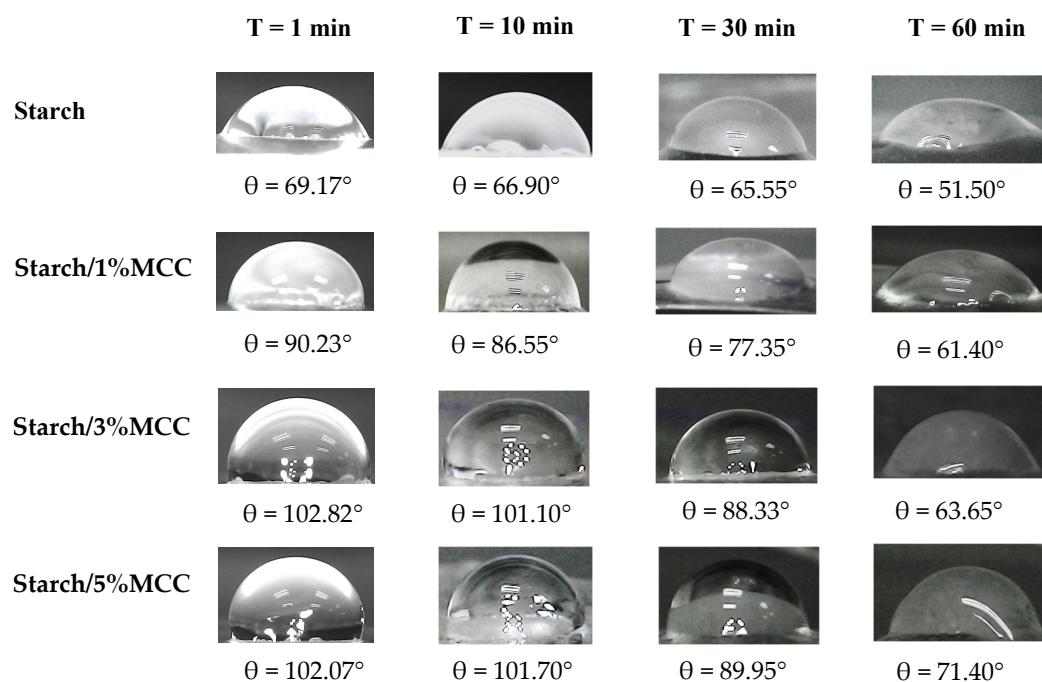 T = 1 min T = 10 min T = 30 min T = 60 min
Starch
θ = 69.17° θ = 66.90° θ = 65.55° θ = 51.50°
Starch/1%MCC
θ = 90.23° θ = 86.55° θ = 77.35° θ = 61.40°
Starch/3%MCC
θ = 102.82° θ = 101.10° θ = 88.33° θ = 63.65°
Starch/5%MCC
θ = 102.07° θ = 101.70° θ = 89.95° θ = 71.40°